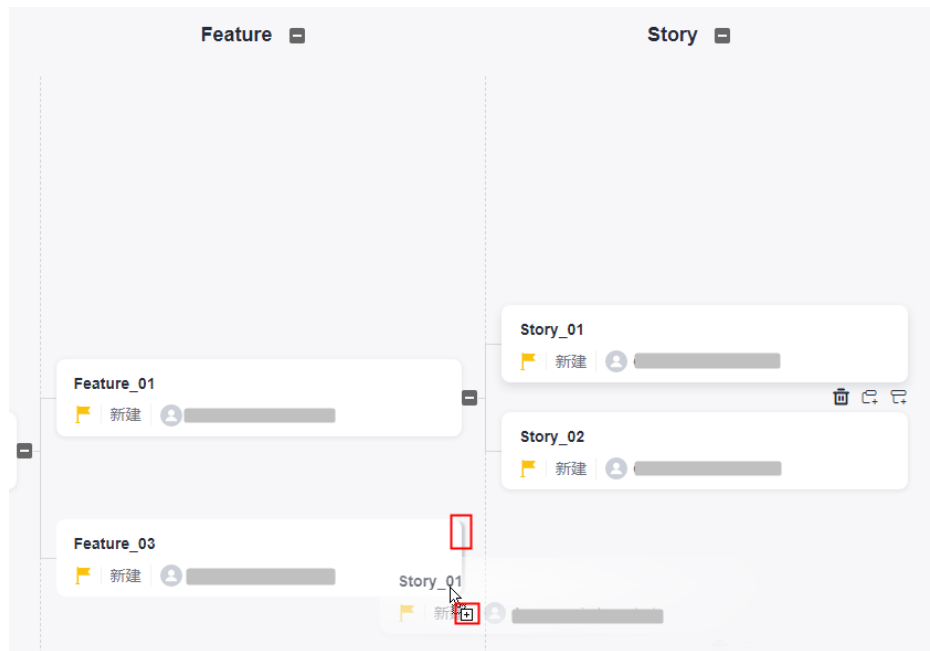 Feature
Story
Story_01
新建
Feature_01
新建
Story_02
新建
Feature_03
新建
Story_01